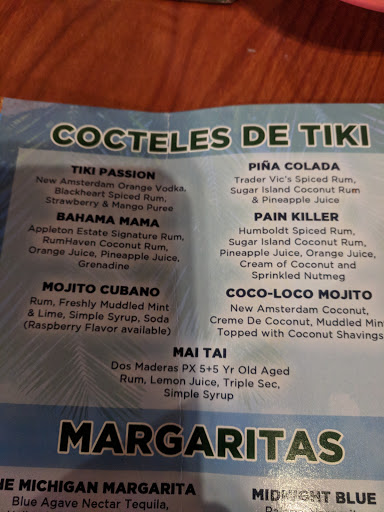 COCTELES DE TIKI
TIKI PASSION
New Amsterdam Orange Vodka,
Blackheart Spiced Rum,
Strawberry & Mango Puree
BAHAMA MAMA
Appleton Estate Signature Rum,
RumHaven Coconut Rum,
Orange Juice, Pineapple Juice,
Grenadine
MOJITO CUBANO
Rum, Freshly Muddled Mint
& Lime, Simple Syrup, Soda
(Raspberry Flavor available)
PIÑA COLADA
Trader Vic's Spiced Rum,
Sugar Island Coconut Rum
& Pineapple Juice
PAIN KILLER
Humboldt Spiced Rum,
Sugar Island Coconut Rum,
Pineapple Juice, Orange Juice,
Cream of Coconut and
Sprinkled Nutmeg
COCO-LOCO MOJITO
New Amsterdam Coconut,
Creme De Coconut, Muddled Mint
Topped with Coconut Shavings
MAI TAI
Dos Maderas PX 5+5 Yr Old Aged
Rum, Lemon Juice, Triple Sec,
Simple Syrup
MARGARITAS
HE MICHIGAN MARGARITA
Blue Agave Nectar Tequila,
MIDNIGHT BLUE